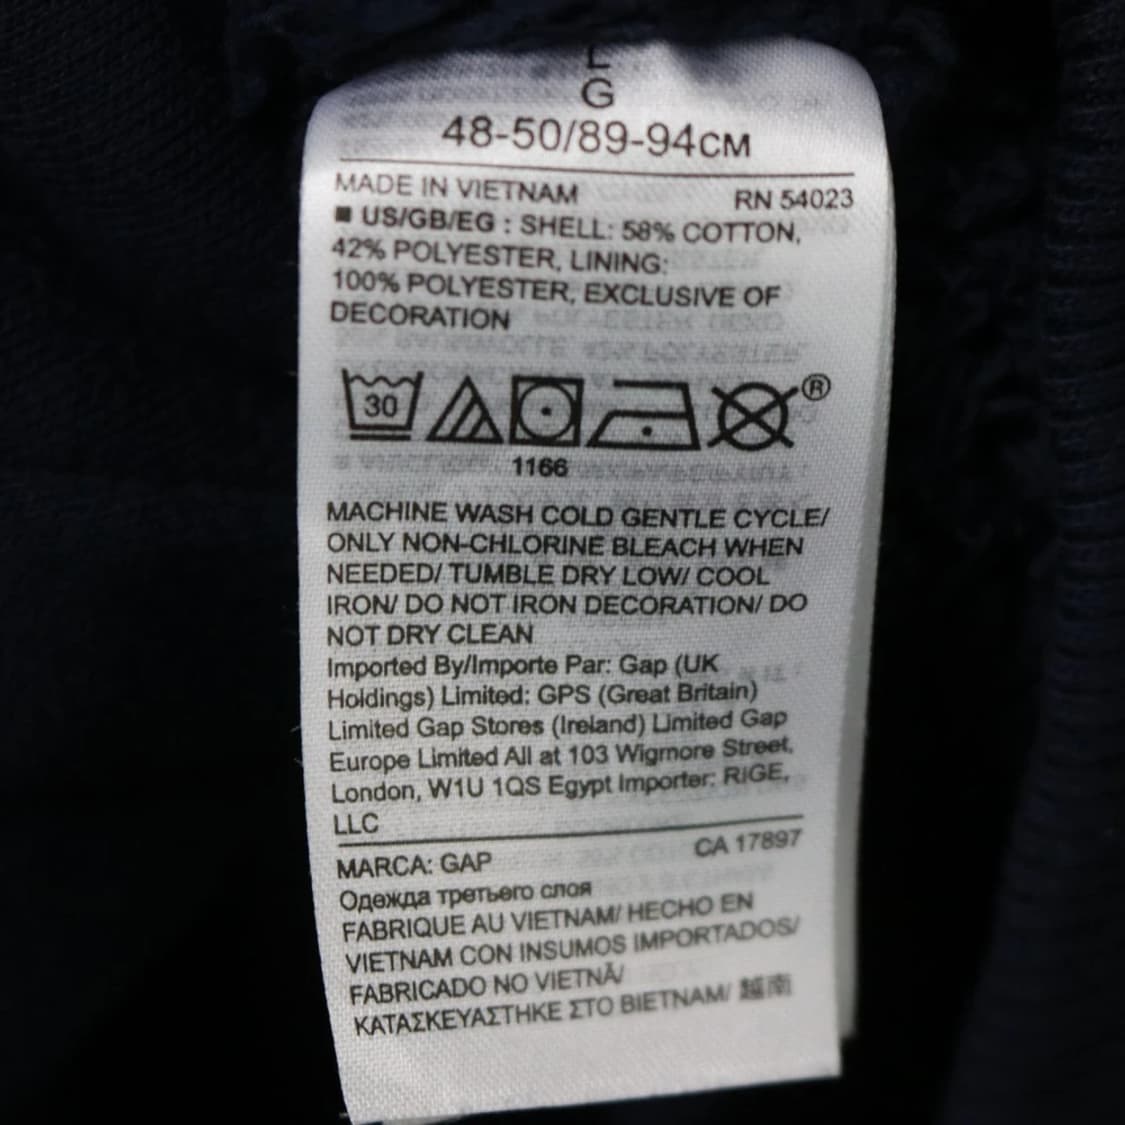 L
G
48-50/89-94CM
MADE IN VIETNAM RN 54023
■ US/GB/EG : SHELL: 58% COTTON,
42% POLYESTER, LINING:
100% POLYESTER, EXCLUSIVE OF
DECORATION
30 ®
1166
MACHINE WASH COLD GENTLE CYCLE/
ONLY NON-CHLORINE BLEACH WHEN
NEEDED/ TUMBLE DRY LOW/ COOL
IRON/ DO NOT IRON DECORATION/ DO
NOT DRY CLEAN
Imported By/Importe Par: Gap (UK
Holdings) Limited: GPS (Great Britain)
Limited Gap Stores (Ireland) Limited Gap
Europe Limited All at 103 Wigmore Street,
London, W1U 1QS Egypt Importer: RIGE,
LLC
MARCA: GAP CA 17897
Одежда третьего слоя
FABRIQUE AU VIETNAM/ HECHO EN
VIETNAM CON INSUMOS IMPORTADOS/
FABRICADO NO VIETNÃ/
ΚΑΤΑΣΚΕΥΑΣΤΗΚΕ ΣΤΟ ΒΙΕΤΝΑΜ/ 越南